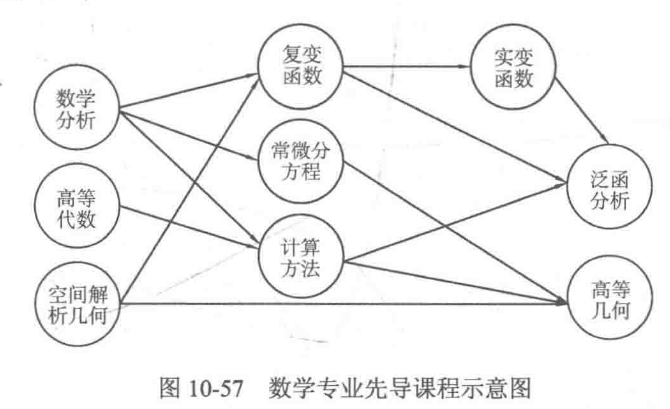 复变
函数
实变
函数
数学
分析
常微分
方程
泛函
分析
高等
代数
计算
方法
空间解
析几何
高等
几何
图 10-57 数学专业先导课程示意图